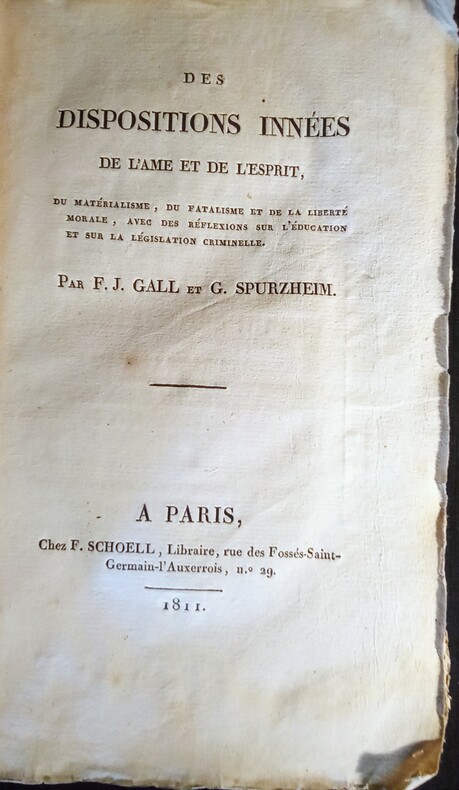 DES
DISPOSITIONS INNÉES
DE L'AME ET DE L'ESPRIT,
DU MATÉRIALISME, DU FATALISME ET DE LA LIBERTÉ
MORALE, AVEC DES RÉFLEXIONS SUR L'ÉDUCATION
ET SUR LA LÉGISLATION CRIMINELLE.
PAR F. J. GALL ET G. SPURZHEIM.
A PARIS,
Chez F. SCHOELL, Libraire, rue des Fossés-Saint-
Germain-l'Auxerrois, n.o 29.
1811.